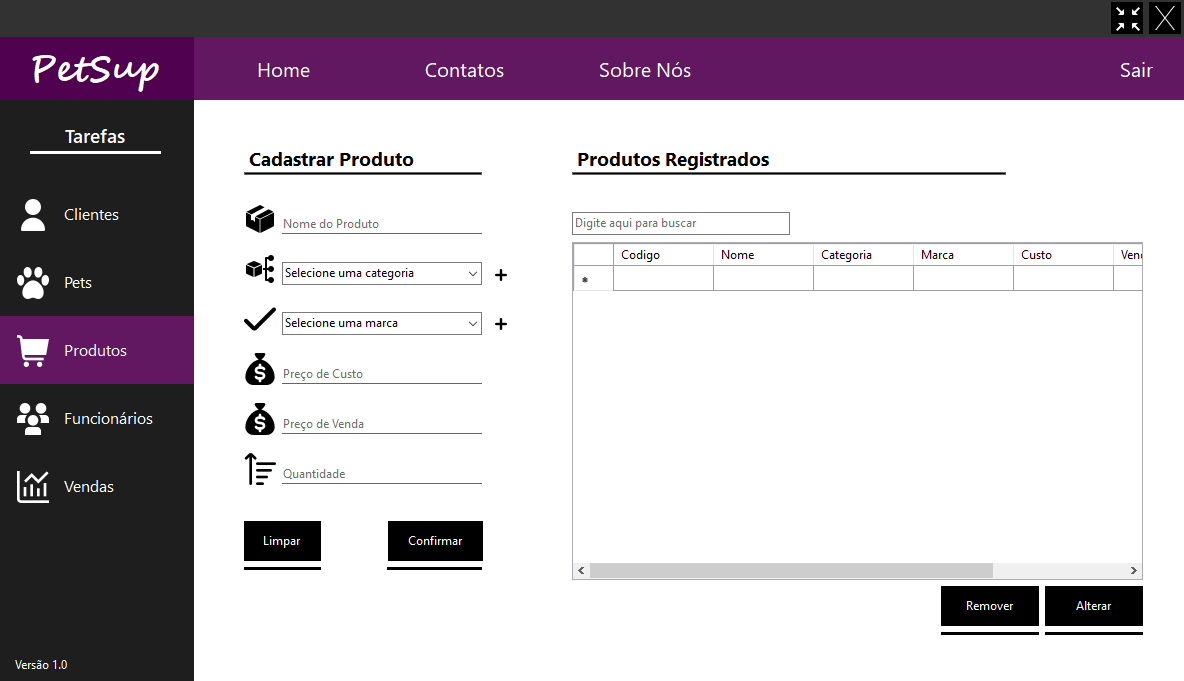 PetSup
Home
Contatos
Sobre Nós
Sair
Tarefas
Clientes
Pets
Produtos
Funcionários
Vendas
Versão 1.0
Cadastrar Produto
Nome do Produto
Selecione uma categoria
+
Selecione uma marca
+
Preço de Custo
Preço de Venda
Quantidade
Limpar
Confirmar
Produtos Registrados
Digite aqui para buscar
Codigo Nome Categoria Marca Custo Venc
Remover
Alterar